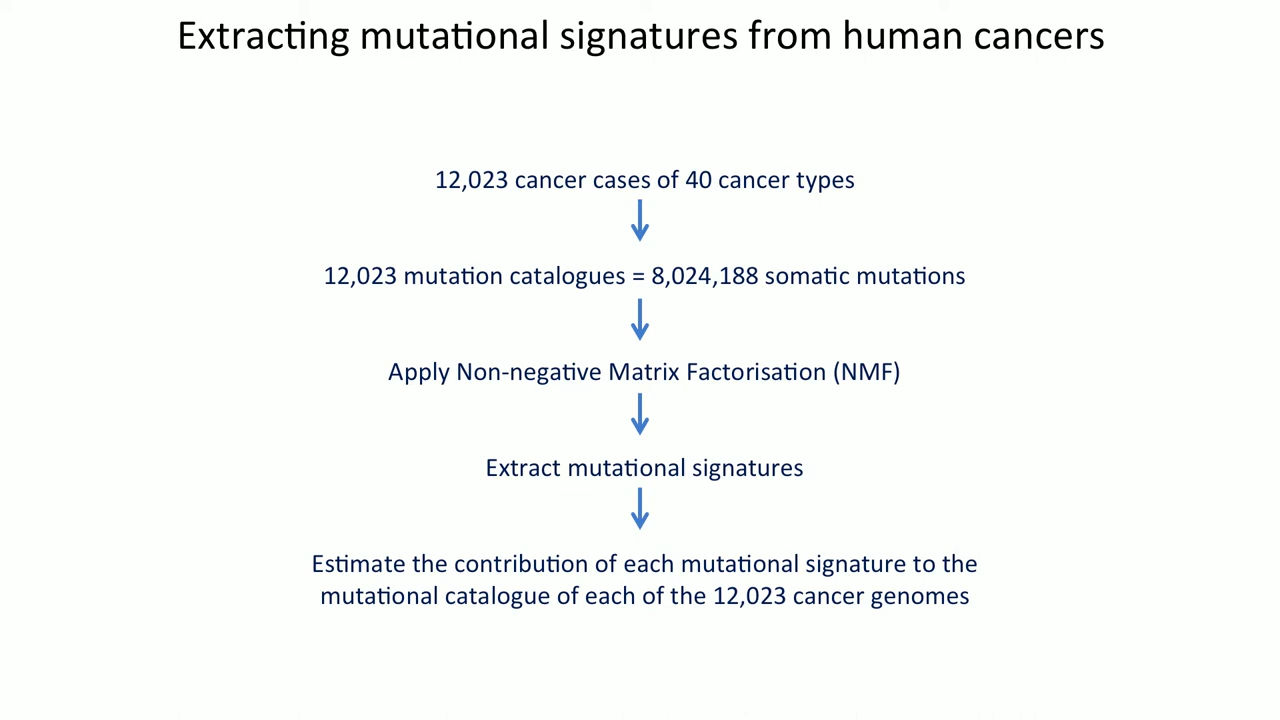 Extracting mutational signatures from human cancers
12,023 cancer cases of 40 cancer types
12,023 mutation catalogues = 8,024,188 somatic mutations
Apply Non-negative Matrix Factorisation (NMF)
Extract mutational signatures
Estimate the contribution of each mutational signature to the
mutational catalogue of each of the 12,023 cancer genomes